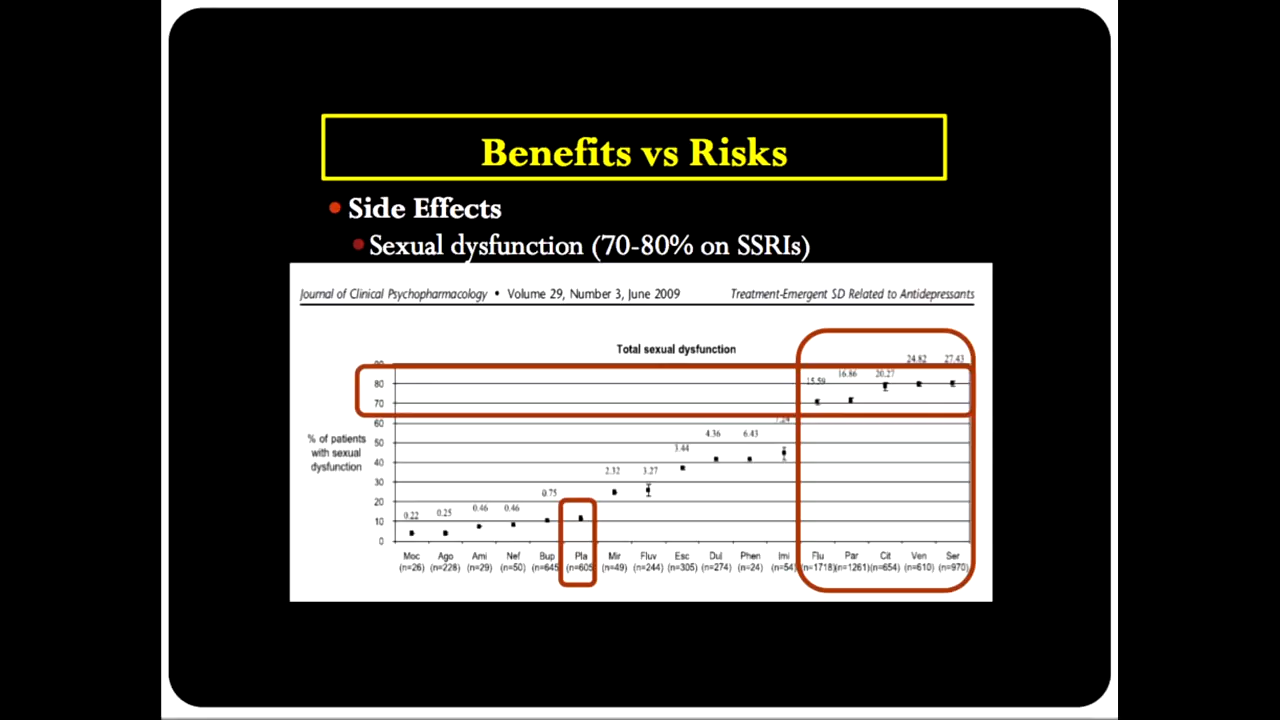 Benefits vs Risks
Side Effects
Sexual dysfunction (70-80% on SSRIs)
Journal of Clinical Psychopharmacology • Volume 29, Number 3, June 2009
Treatment-Emergent SD Related to Antidepressants
Total sexual dysfunction
24.82 27.43
90
15.59 16.86 20.27
80
70
7.24
60
4.36 6.43
% of patients
with sexual
dysfunction
50
3.44
40
2.32 3.27
30
0.75
20
0.22 0.25 0.46 0.46
10
0
Moc Ago Ami Nef Bup Pla Mir Fluv Esc Dul Phen Imi Flu Par Cit Ven Ser
(n=26) (n=228) (n=29) (n=50) (n=645 (n=605 (n=49) (n=244) (n=305) (n=274) (n=24) (n=54) (n=1718) (n=1261) (n=654) (n=610) (n=970)